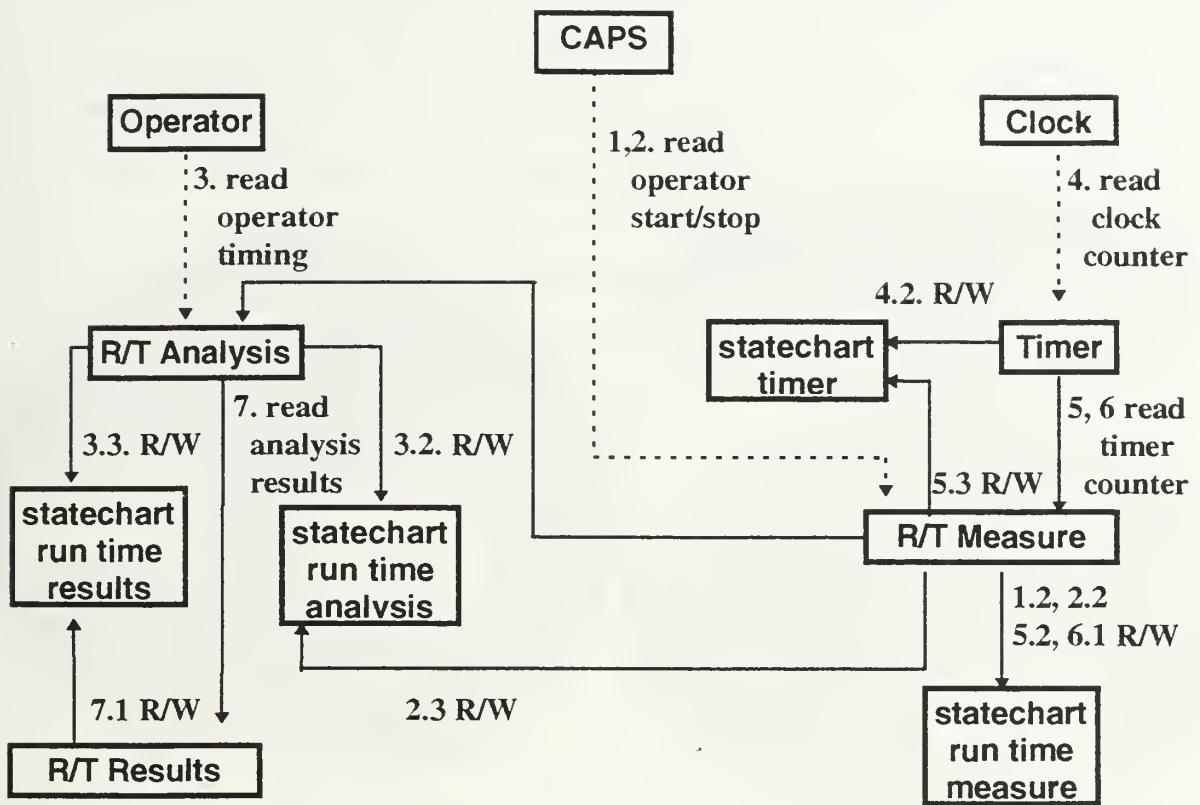 CAPS
Operator
Clock
1,2. read
operator
start/stop
3. read
operator
timing
4. read
clock
counter
4.2. R/W
R/T Analysis
statechart
timer
Timer
7. read
analysis
results
3.3. R/W
3.2. R/W
5, 6 read
timer
counter
5.3 R/W
statechart
run time
results
statechart
run time
analysis
R/T Measure
1.2, 2.2
5.2, 6.1 R/W
7.1 R/W
2.3 R/W
statechart
run time
measure
R/T Results